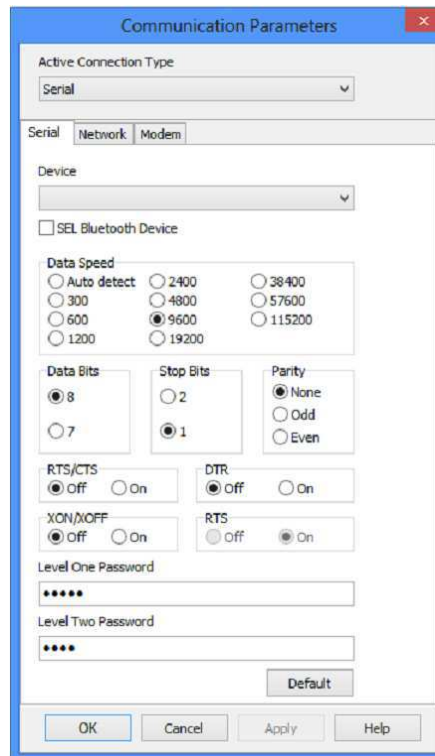 Communication Parameters
Active Connection Type
Serial
Serial Network Modem
Device
SEL Bluetooth Device
Data Speed
Auto detect 2400 38400
300 4800 57600
600 9600 115200
1200 19200
Data Bits Stop Bits Parity
8 2 None
7 1 Odd
Even
RTS/CTS DTR
Off On Off On
XON/XOFF RTS
Off On Off On
Level One Password
•••••
Level Two Password
••••
Default
OK Cancel Apply Help